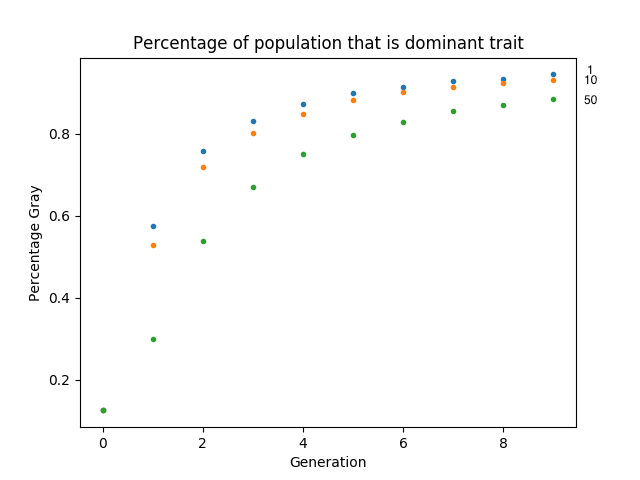 Percentage of population that is dominant trait
1
10
50
0.8
0.6
0.4
0.2
Percentage Gray
0 2 4 6 8
Generation